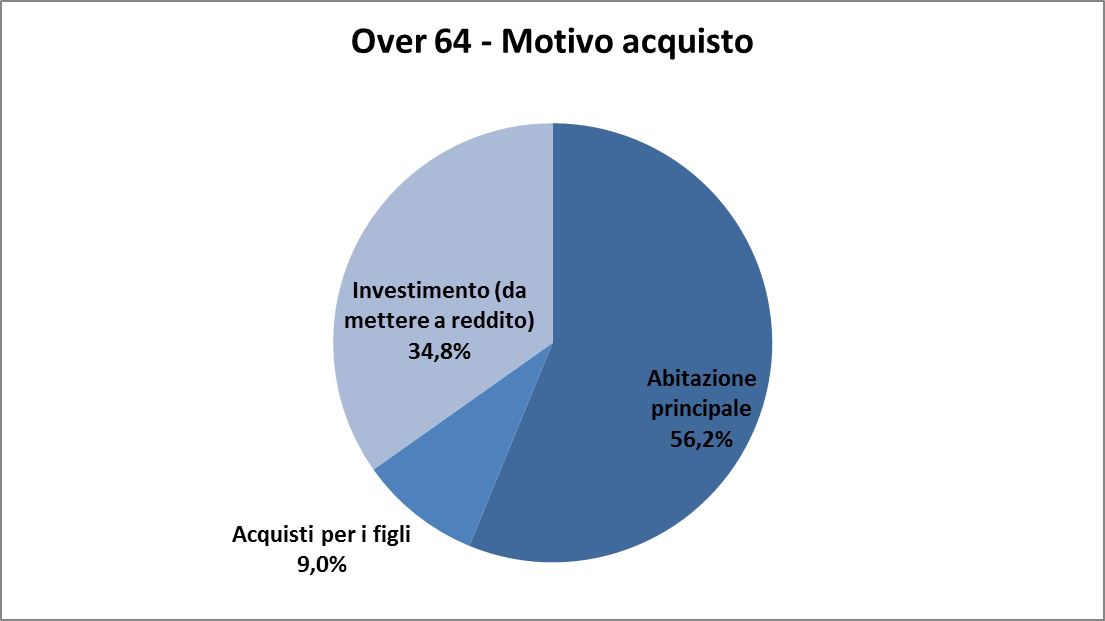 Over 64 - Motivo acquisto
Investimento (da
mettere a reddito)
34,8%
Abitazione
principale
56,2%
Acquisti per i figli
9,0%